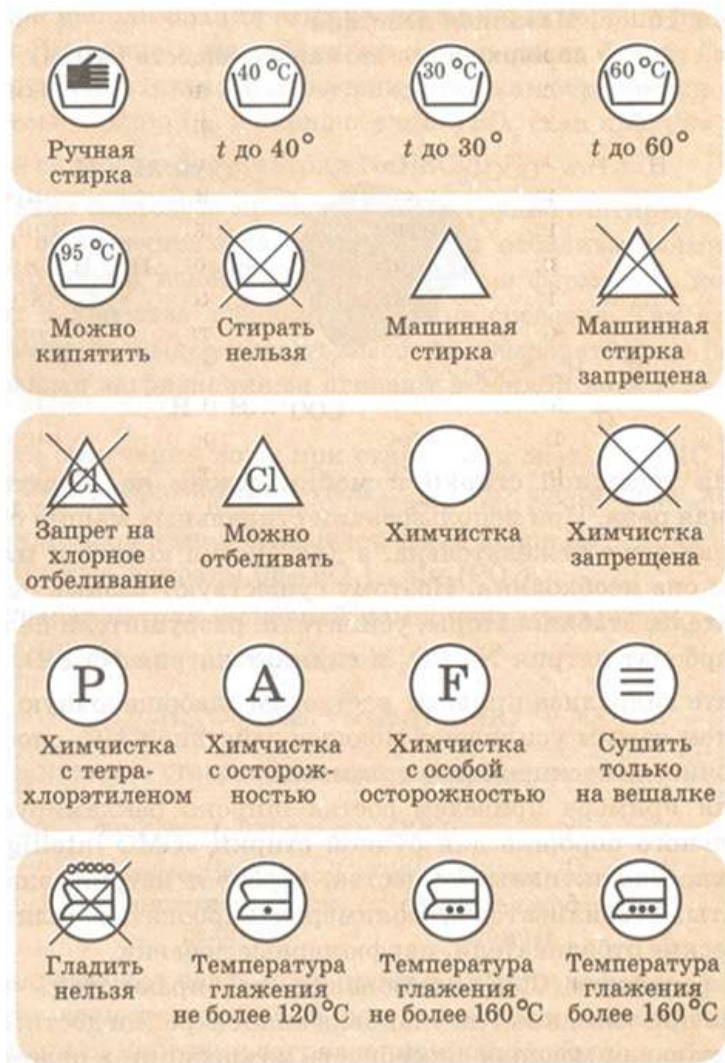 40 °C
30 °C
60 °C
Ручная
стирка
t до 40°
t до 30°
t до 60°
95 °C
Можно
кипятить
Стирать
нельзя
Машинная
стирка
Машинная
стирка
запрещена
Cl
Cl
Запрет на
хлорное
отбеливание
Можно
отбеливать
Химчистка
Химчистка
запрещена
P
A
F
Химчистка
с тетра-
хлорэтиленом
Химчистка
с осторож-
ностью
Химчистка
с особой
осторожностью
Сушить
только
на вешалке
Гладить
нельзя
Температура
глажения
не более 120°C
Температура
глажения
не более 160°C
Температура
глажения
более 160°C